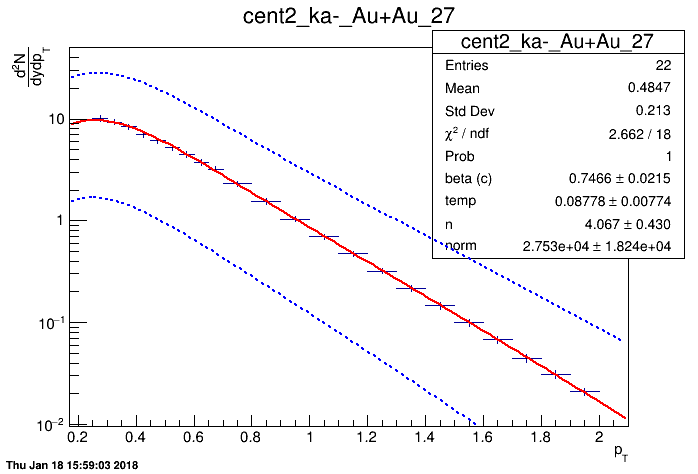 cent2_ka-_Au+Au_27
cent2_ka-_Au+Au_27
Entries 22
Mean 0.4847
Std Dev 0.213
χ² / ndf 2.662 / 18
Prob 1
beta (c) 0.7466 ± 0.0215
temp 0.08778 ± 0.00774
n 4.067 ± 0.430
norm 2.753e+04 ± 1.824e+04
d²N
dydp_T
10
1
10⁻¹
10⁻²
0.2 0.4 0.6 0.8 1 1.2 1.4 1.6 1.8 2
p_T
Thu Jan 18 15:59:03 2018